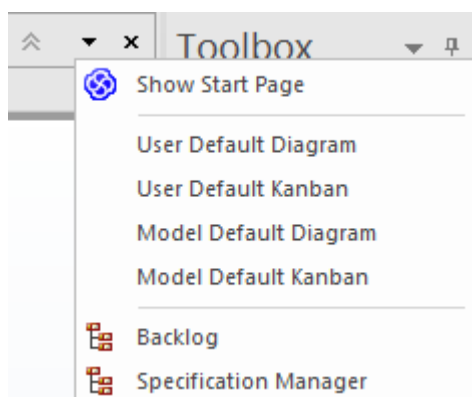 Toolbox
Show Start Page
User Default Diagram
User Default Kanban
Model Default Diagram
Model Default Kanban
Backlog
Specification Manager